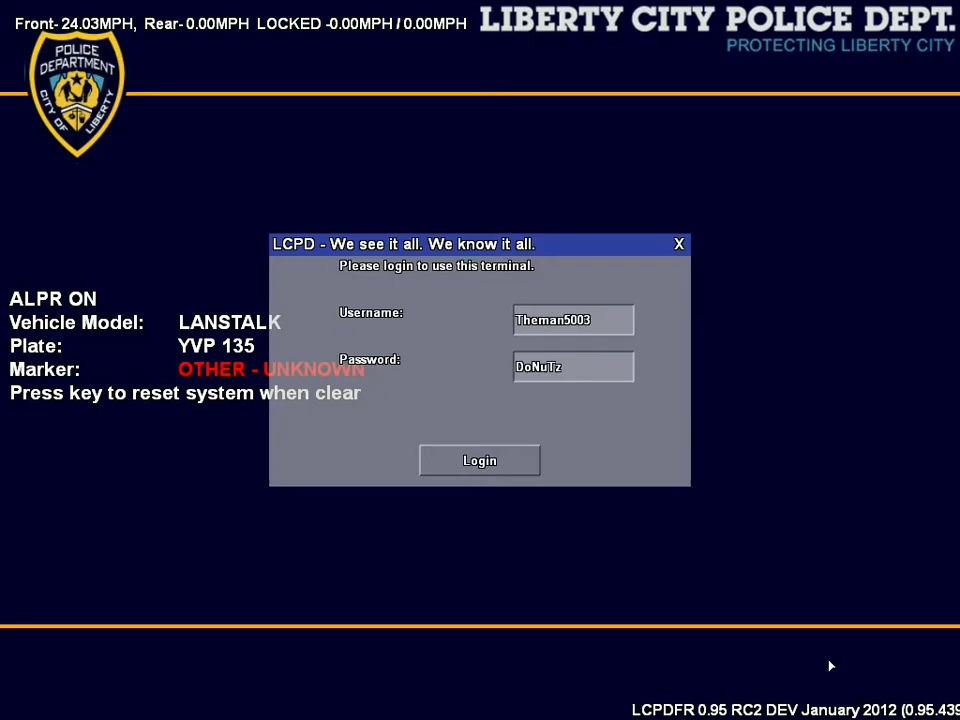 Front- 24.03MPH, Rear- 0.00MPH LOCKED -0.00MPH / 0.00MPH
LIBERTY CITY POLICE DEPT.
PROTECTING LIBERTY CITY
POLICE
DEPARTMENT
CITY OF LIBERTY
LCPD - We see it all. We know it all. X
Please login to use this terminal.
Username: Theman5003
Password: DoNuTz
Login
ALPR ON
Vehicle Model: LANSTALK
Plate: YVP 135
Marker: OTHER - UNKNOWN
Press key to reset system when clear
LCPDFR 0.95 RC2 DEV January 2012 (0.95.439